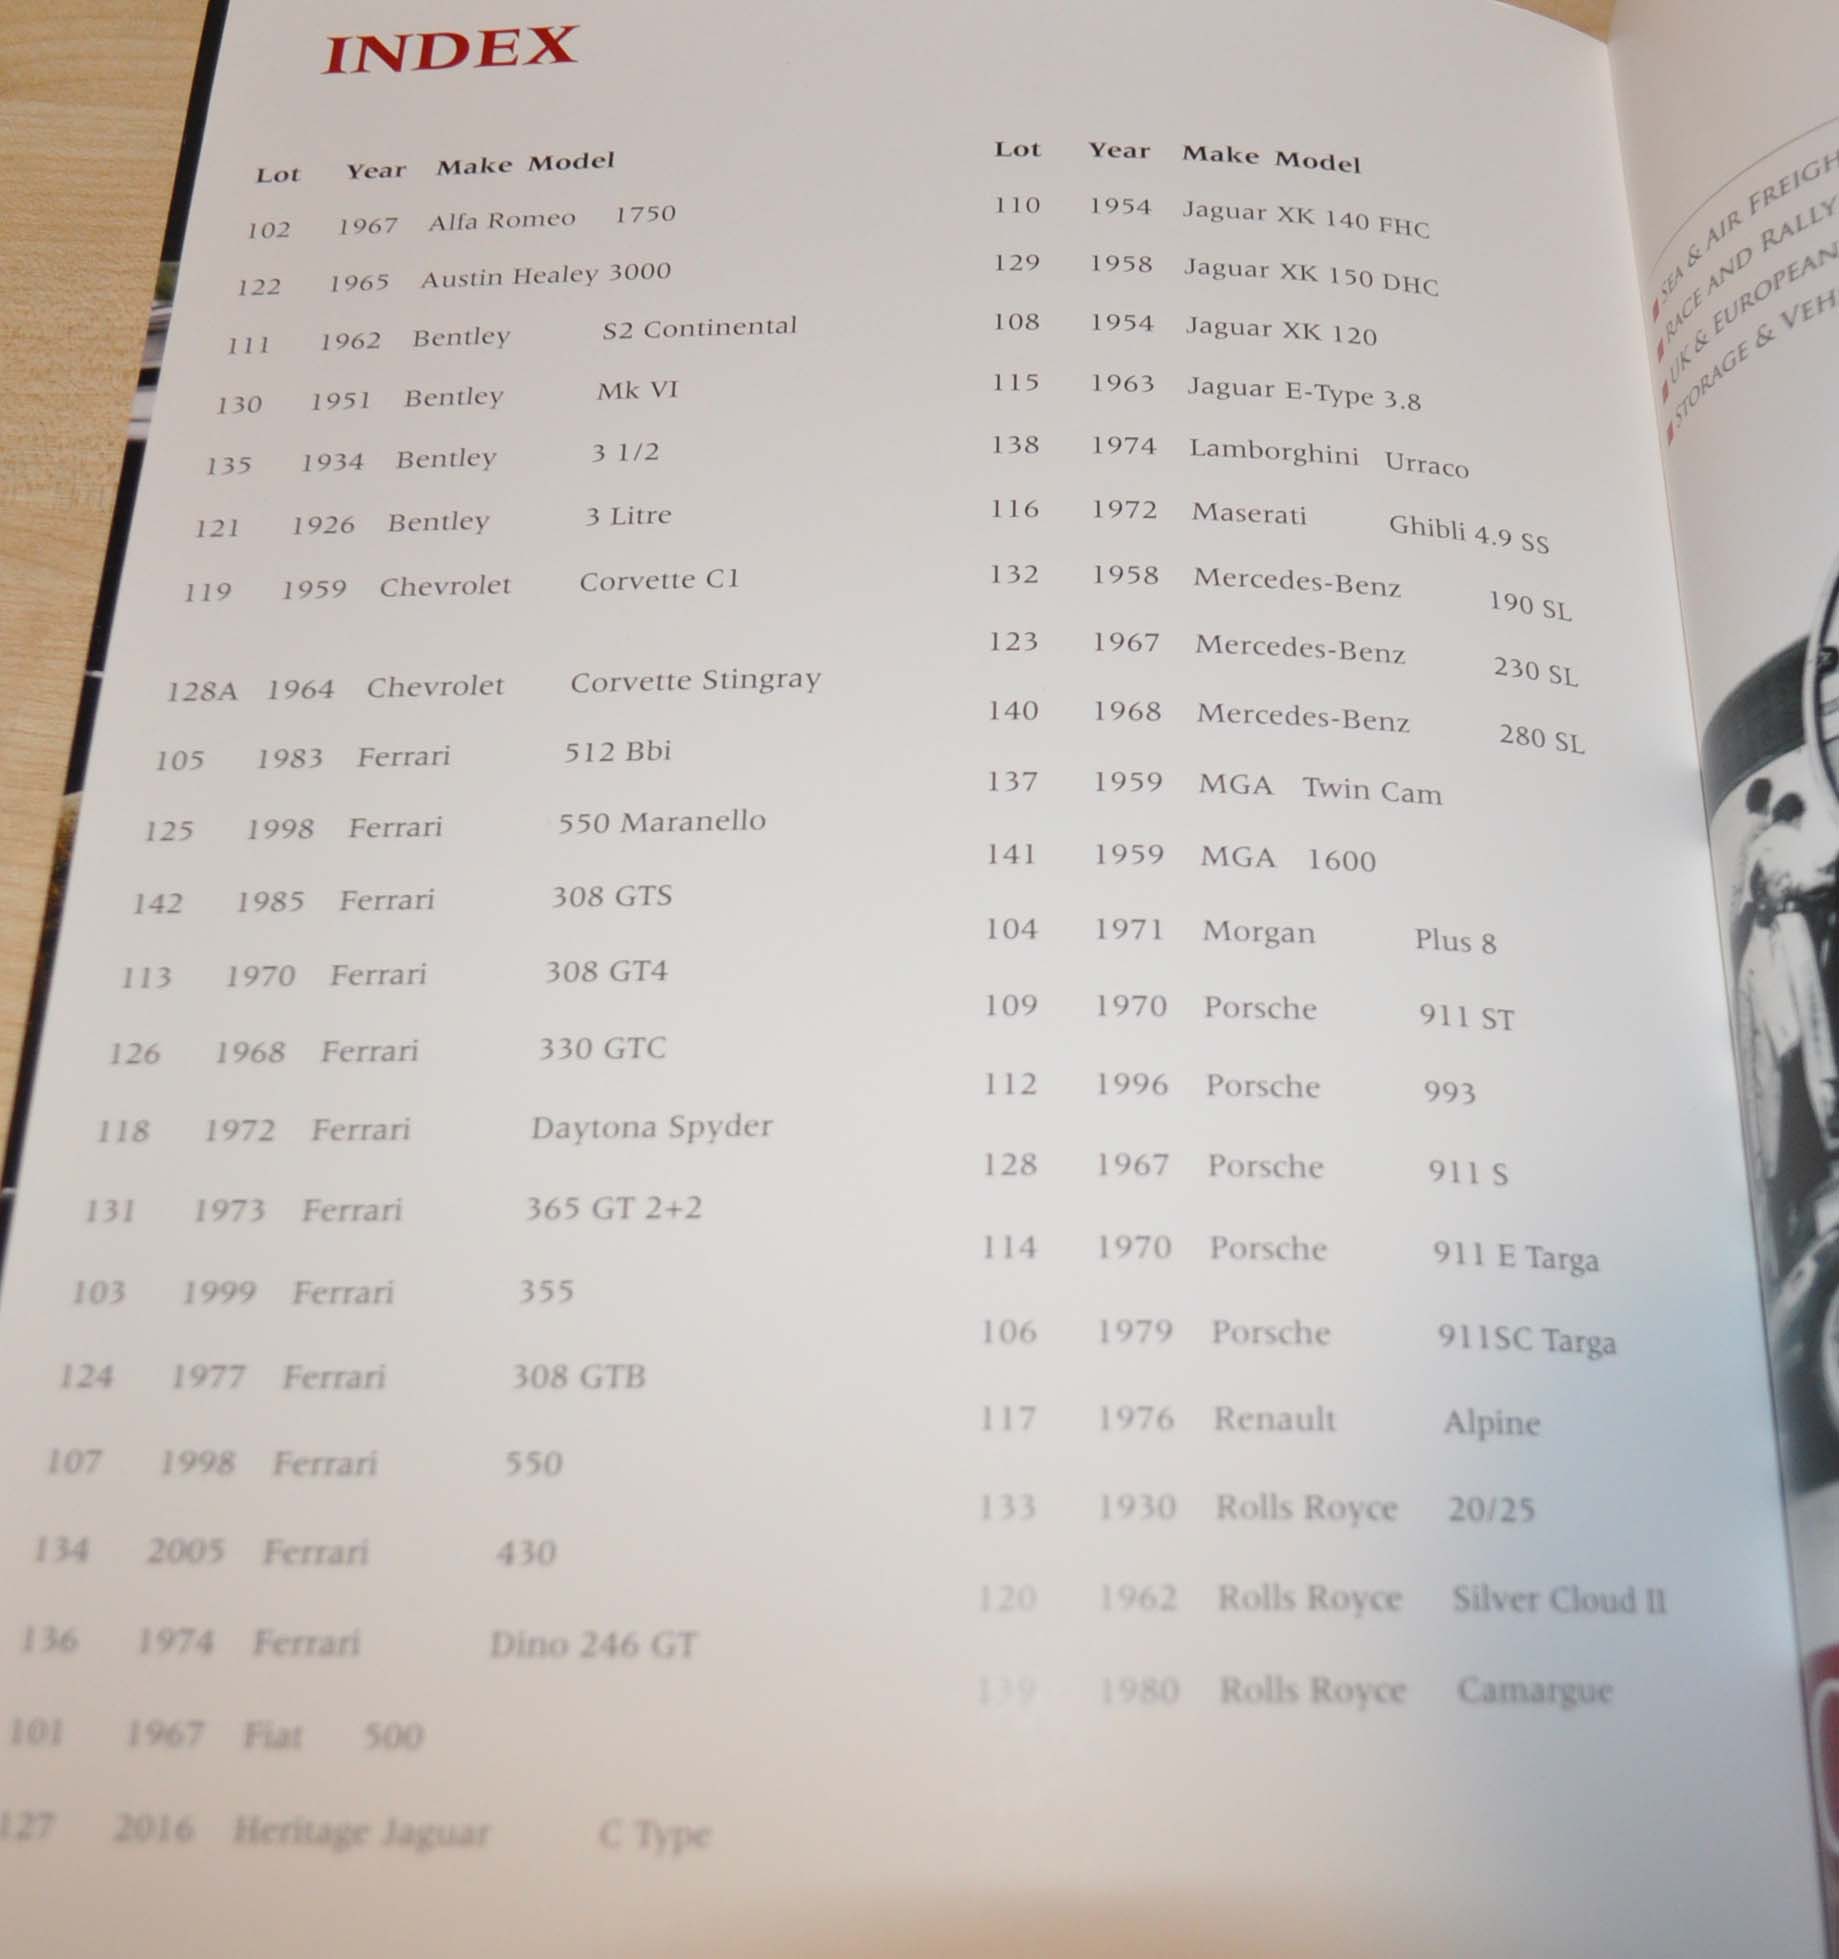 INDEX
Lot Year Make Model
102 1967 Alfa Romeo 1750
122 1965 Austin Healey 3000
111 1962 Bentley S2 Continental
130 1951 Bentley Mk VI
135 1934 Bentley 3 1/2
121 1926 Bentley 3 Litre
119 1959 Chevrolet Corvette C1
128A 1964 Chevrolet Corvette Stingray
105 1983 Ferrari 512 Bbi
125 1998 Ferrari 550 Maranello
142 1985 Ferrari 308 GTS
113 1970 Ferrari 308 GT4
126 1968 Ferrari 330 GTC
118 1972 Ferrari Daytona Spyder
131 1973 Ferrari 365 GT 2+2
103 1999 Ferrari 355
124 1977 Ferrari 308 GTB
107 1998 Ferrari 550
134 2005 Ferrari 430
136 1974 Ferrari Dino 246 GT
101 1967 Fiat 500
127 2016 Heritage Jaguar C Type
Lot Year Make Model
110 1954 Jaguar XK 140 FHC
129 1958 Jaguar XK 150 DHC
108 1954 Jaguar XK 120
115 1963 Jaguar E-Type 3.8
138 1974 Lamborghini Urraco
116 1972 Maserati Ghibli 4.9 SS
132 1958 Mercedes-Benz 190 SL
123 1967 Mercedes-Benz 230 SL
140 1968 Mercedes-Benz 280 SL
137 1959 MGA Twin Cam
141 1959 MGA 1600
104 1971 Morgan Plus 8
109 1970 Porsche 911 ST
112 1996 Porsche 993
128 1967 Porsche 911 S
114 1970 Porsche 911 E Targa
106 1979 Porsche 911SC Targa
117 1976 Renault Alpine
133 1930 Rolls Royce 20/25
120 1962 Rolls Royce Silver Cloud II
139 1980 Rolls Royce Camargue
SEA & AIR FREIGH
RACE AND RALLY
UK & EUROPEAN
STORAGE & VEH